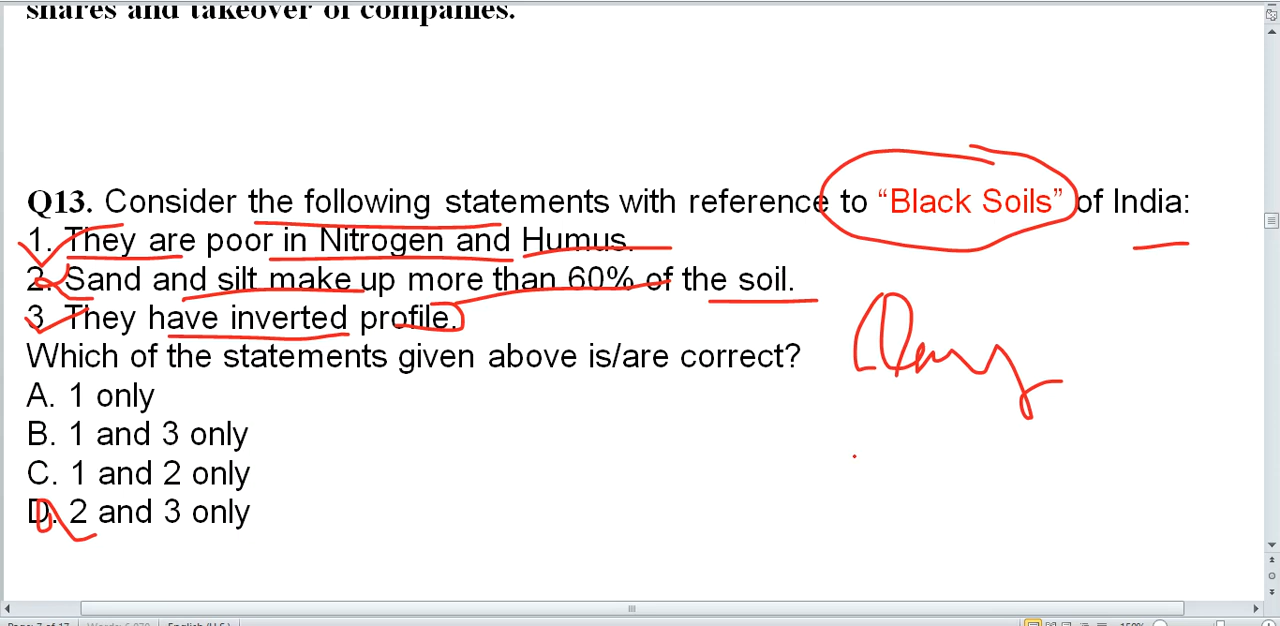 shares and takeover of companies.
Q13. Consider the following statements with reference to “Black Soils” of India:
1. They are poor in Nitrogen and Humus.
2. Sand and silt make up more than 60% of the soil.
3. They have inverted profile.
Which of the statements given above is/are correct?
A. 1 only
B. 1 and 3 only
C. 1 and 2 only
D. 2 and 3 only